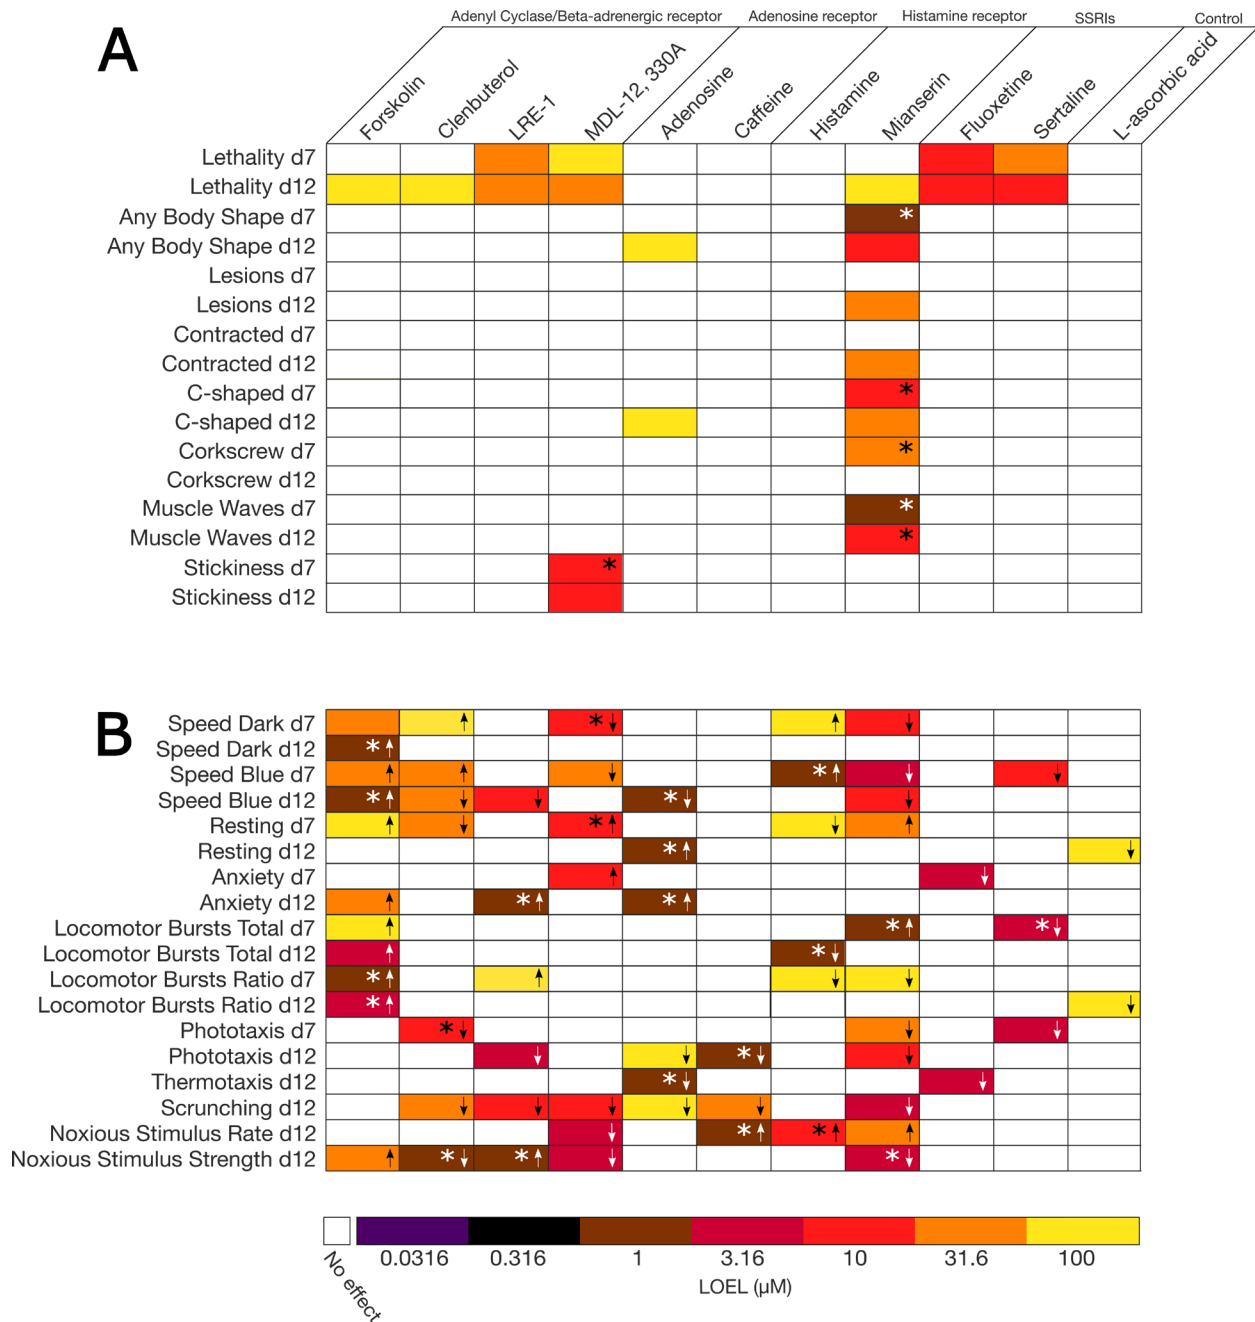 A
Adenyl Cyclase/Beta-adrenergic receptor
Adenosine receptor
Histamine receptor
SSRIs
Control
Forskolin
Clenbuterol
LRE-1
MDL-12, 330A
Adenosine
Caffeine
Histamine
Mianserin
Fluoxetine
Sertaline
L-ascorbic acid
Lethality d7
Lethality d12
Any Body Shape d7
*
Any Body Shape d12
Lesions d7
Lesions d12
Contracted d7
Contracted d12
C-shaped d7
*
C-shaped d12
Corkscrew d7
*
Corkscrew d12
Muscle Waves d7
*
Muscle Waves d12
*
Stickiness d7
*
Stickiness d12
B
Speed Dark d7 ↑ *↓ ↑ ↓
Speed Dark d12 *↑
Speed Blue d7 ↑ ↑ ↓ *↑ ↓ ↓
Speed Blue d12 *↑ ↓ ↓ *↓ ↓
Resting d7 ↑ ↓ *↑ ↓ ↑
Resting d12 *↑ ↓
Anxiety d7 ↑ ↓
Anxiety d12 ↑ *↑ *↑
Locomotor Bursts Total d7 ↑ *↑ *↓
Locomotor Bursts Total d12 ↑ *↓
Locomotor Bursts Ratio d7 *↑ ↑ ↓ ↓
Locomotor Bursts Ratio d12 *↑ ↓
Phototaxis d7 *↓ ↓ ↓
Phototaxis d12 ↓ ↓ *↓ ↓
Thermotaxis d12 *↓ ↓
Scrunching d12 ↓ ↓ ↓ ↓ ↓ ↓
Noxious Stimulus Rate d12 ↓ *↑ *↑ ↑
Noxious Stimulus Strength d12 ↑ *↓ *↑ ↓ *↓
No effect
0.0316 0.316 1 3.16 10 31.6 100
LOEL (µM)